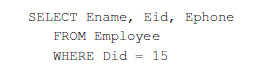 SELECT Ename, Eid, Ephone
FROM Employee
WHERE Did = 15